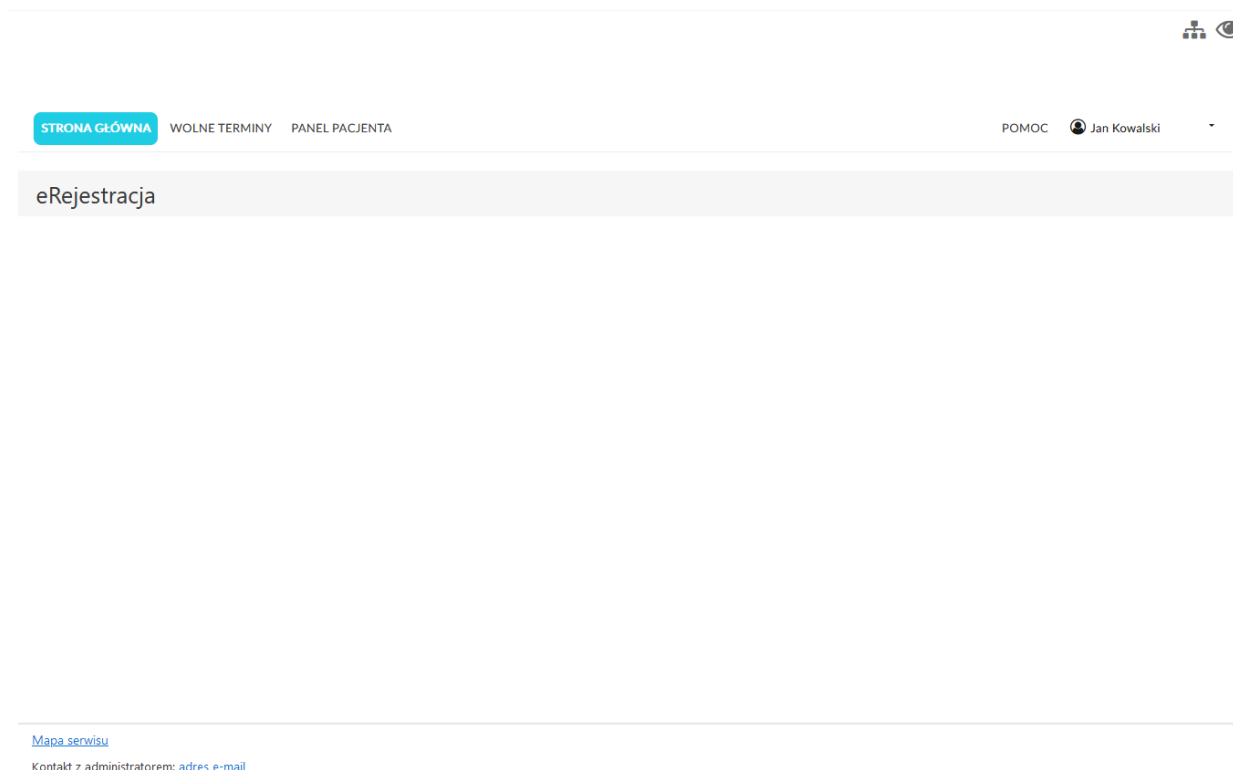 STRONA GŁÓWNA WOLNE TERMINY PANEL PACJENTA POMOC Jan Kowalski
eRejestracja
Mapa serwisu
Kontakt z administratorem: adres e-mail